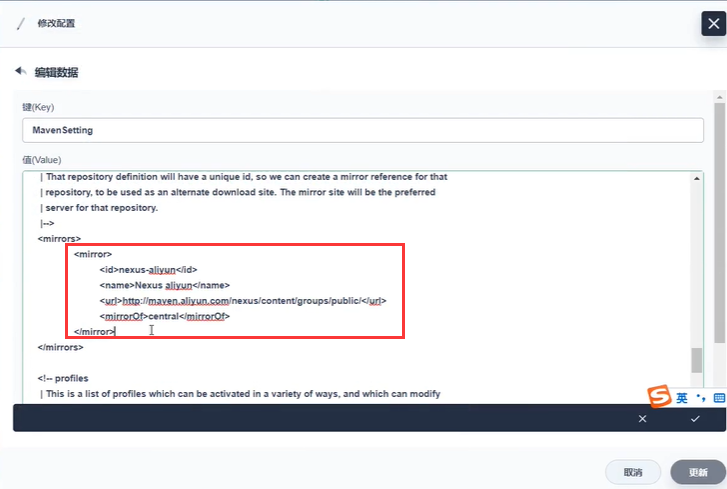 修改配置
编辑数据
键(Key)
MavenSetting
值(Value)
| That repository definition will have a unique id, so we can create a mirror reference for that
| repository, to be used as an alternate download site. The mirror site will be the preferred
| server for that repository.
|-->
<mirrors>
<mirror>
<id>nexus-aliyun</id>
<name>Nexus aliyun</name>
<url>http://maven.aliyun.com/nexus/content/groups/public/</url>
<mirrorOf>central</mirrorOf>
</mirror>
</mirrors>
<!-- profiles
| This is a list of profiles which can be activated in a variety of ways, and which can modify
英
取消
更新